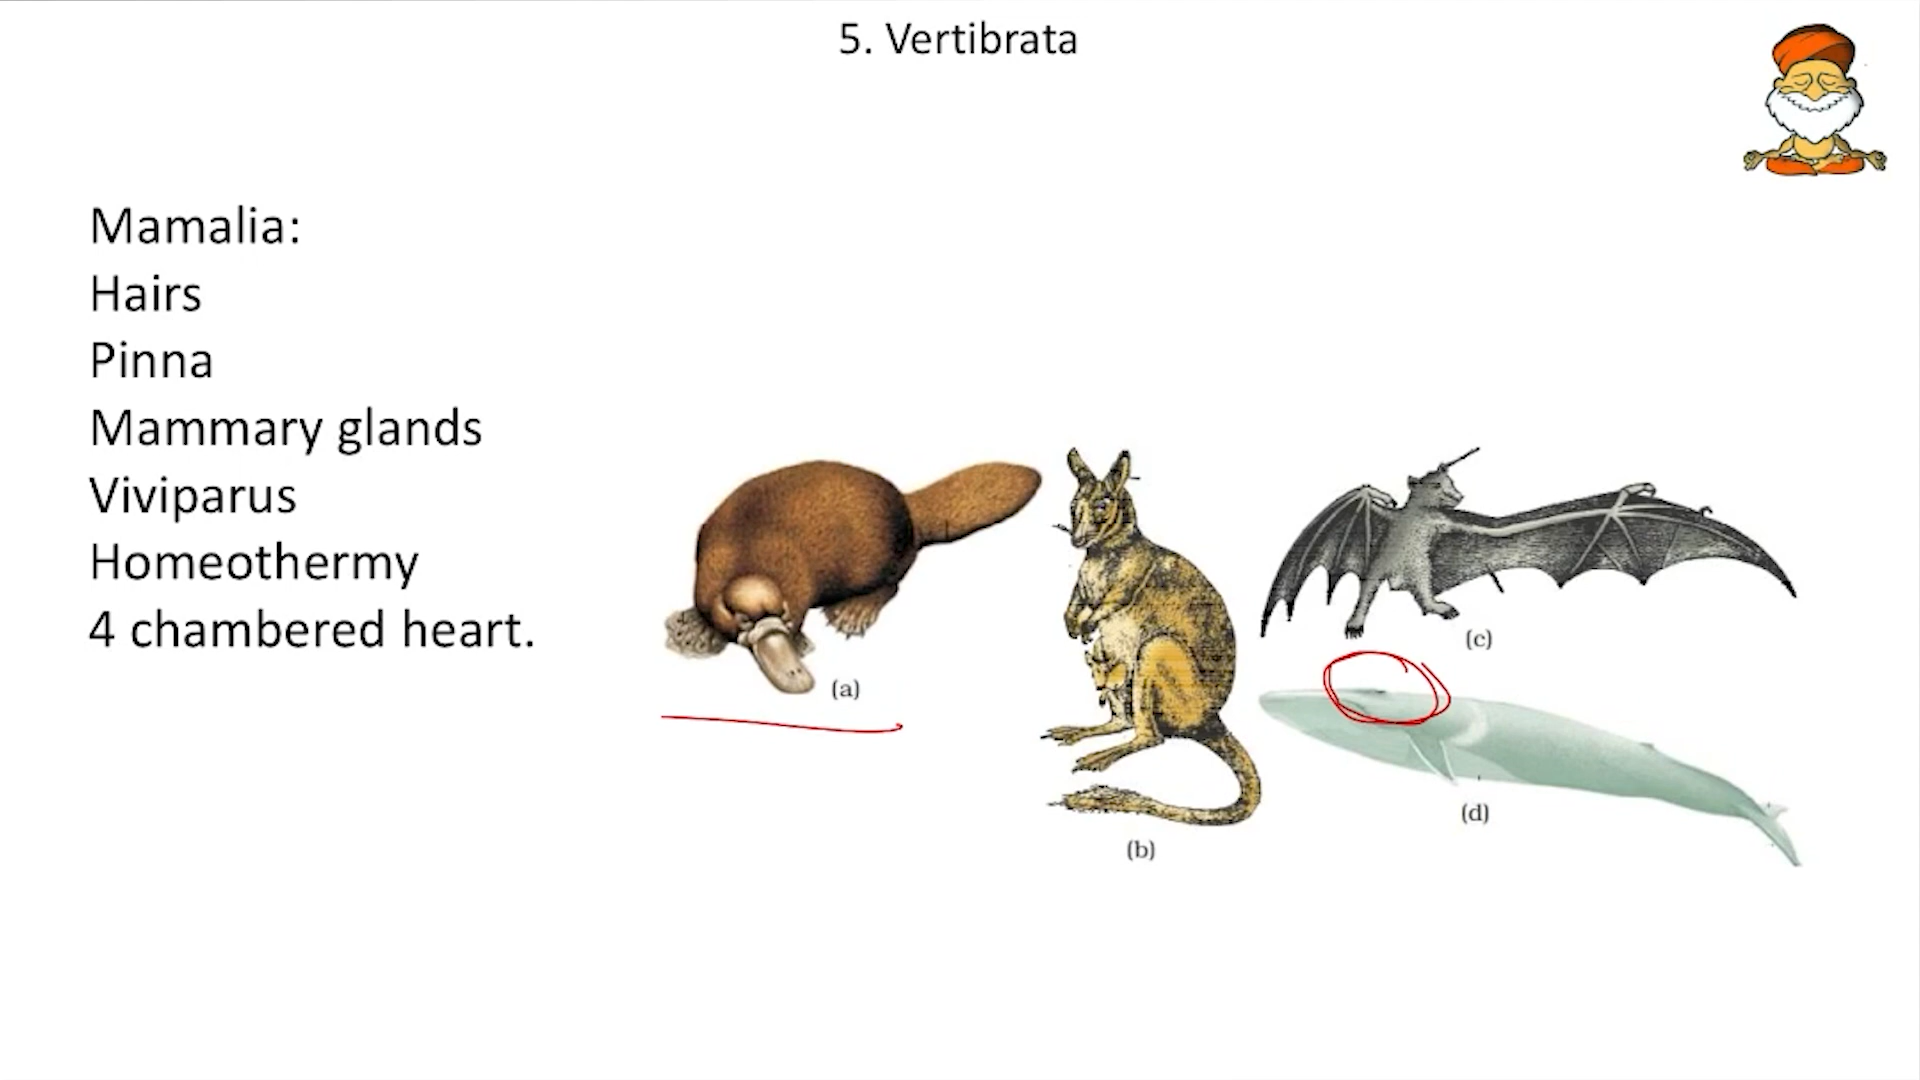 5. Vertibrata
Mamalia:
Hairs
Pinna
Mammary glands
Viviparus
Homeothermy
4 chambered heart.
(a)
(b)
(c)
(d)